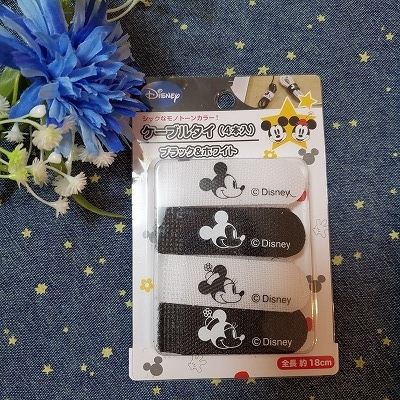 Disney
シックなモノトーンカラー!
ケーブルタイ(4本入)
ブラック&ホワイト
© Disney
© Disney
© Disney
© Disney
全長 約18cm